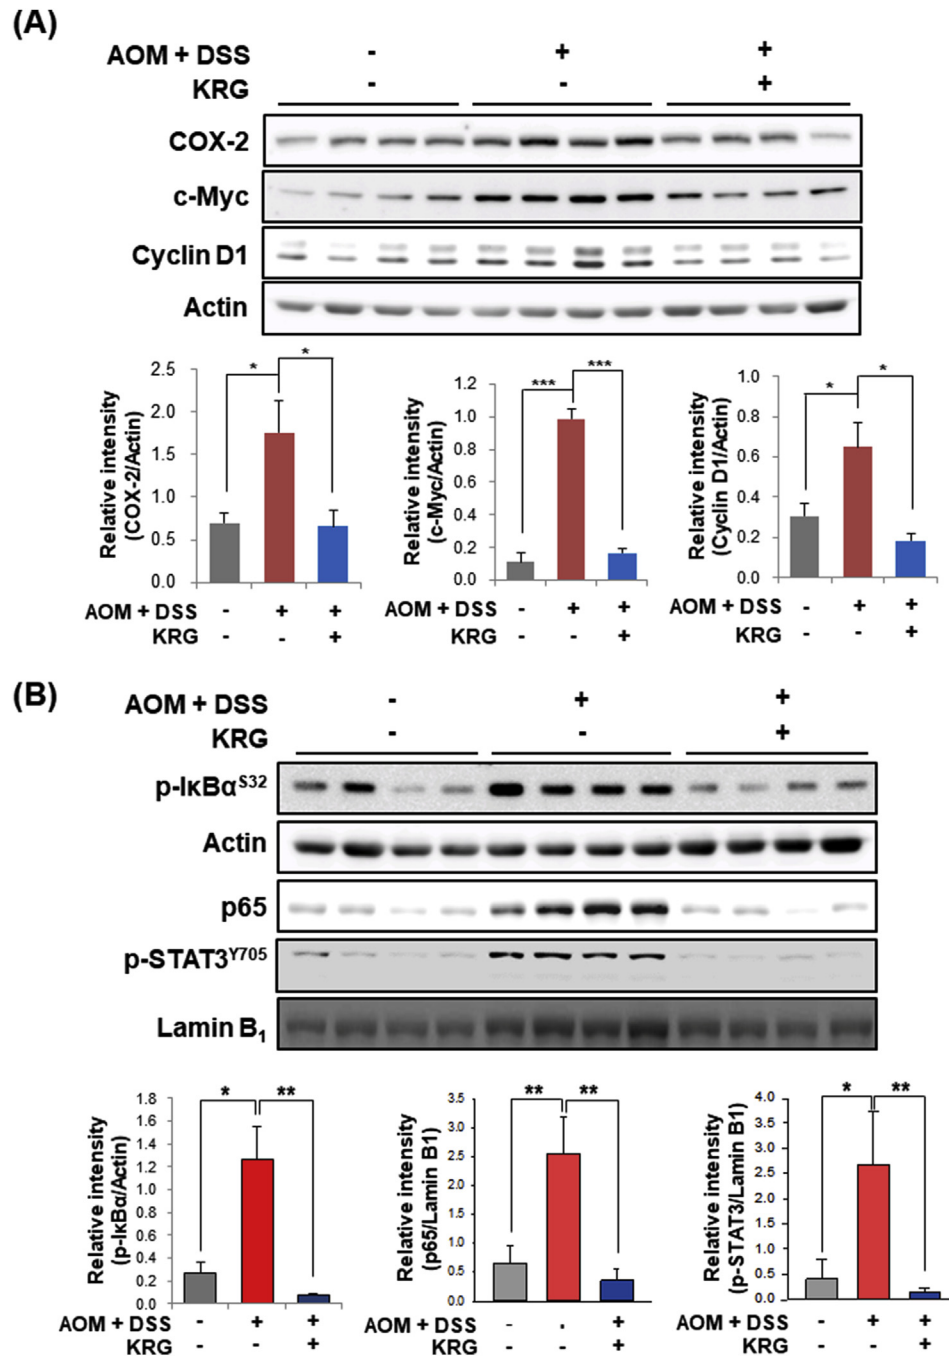 (A)
AOM + DSS - + +
KRG - - +
COX-2
c-Myc
Cyclin D1
Actin
Relative intensity
(COX-2/Actin)
2.5
2.0
1.5
1.0
0.5
0.0
* *
AOM + DSS - + +
KRG - - +
Relative intensity
(c-Myc/Actin)
1.2
1.0
0.8
0.6
0.4
0.2
0.0
*** ***
AOM + DSS - + +
KRG - - +
Relative intensity
(Cyclin D1/Actin)
1.0
0.8
0.6
0.4
0.2
0.0
* *
AOM + DSS - + +
KRG - - +
(B)
AOM + DSS - + +
KRG - - +
p-IκBα^S32
Actin
p65
p-STAT3^Y705
Lamin B₁
Relative intensity
(p-IκBα/Actin)
1.8
1.6
1.4
1.2
1.0
0.8
0.6
0.4
0.2
0.0
* **
AOM + DSS - + +
KRG - - +
Relative intensity
(p65/Lamin B1)
3.5
3.0
2.5
2.0
1.5
1.0
0.5
0.0
** **
AOM + DSS - . +
KRG - - +
Relative intensity
(p-STAT3/Lamin B1)
4.0
3.5
3.0
2.5
2.0
1.5
1.0
0.5
0.0
* **
AOM + DSS - + +
KRG - - +